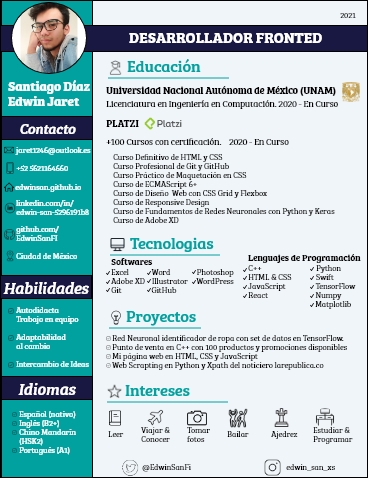 2021
DESARROLLADOR FRONTED
Santiago Díaz
Edwin Jaret
Contacto
jaret1246@outlook.es
+52 5621164660
edwinson.github.io
linkedin.com/in/
edwin-san-5296191b8
github.com/
EdwinSanFi
Ciudad de México
Habilidades
Autodidacta
Trabajo en equipo
Adaptabilidad
al cambio
Intercambio de Ideas
Idiomas
Español (nativo)
Inglés (B2+)
Chino Mandarín
(HSK2)
Portugués (A1)
Educación
Universidad Nacional Autónoma de México (UNAM)
Licenciatura en Ingeniería en Computación. 2020 - En Curso
PLATZI Platzi
+100 Cursos con certificación. 2020 - En Curso
Curso Definitivo de HTML y CSS
Curso Profesional de Git y GitHub
Curso Práctico de Maquetación en CSS
Curso de ECMAScript 6+
Curso de Diseño Web con CSS Grid y Flexbox
Curso de Responsive Design
Curso de Fundamentos de Redes Neuronales con Python y Keras
Curso de Adobe XD
Tecnologías
Softwares
Excel Word Photoshop
Adobe XD Illustrator WordPress
Git GitHub
Lenguajes de Programación
C++ Python
HTML & CSS Swift
JavaScript TensorFlow
React Numpy
Matplotlib
Proyectos
Red Neuronal identificador de ropa con set de datos en TensorFlow.
Punto de venta en C++ con 100 productos y promociones disponibles
Mi página web en HTML, CSS y JavaScript
Web Scrapting en Python y Xpath del noticiero larepublica.co
Intereses
Leer
Viajar &
Conocer
Tomar
fotos
Bailar
Ajedrez
Estudiar &
Programar
@EdwinSanFi
edwin_san_xs